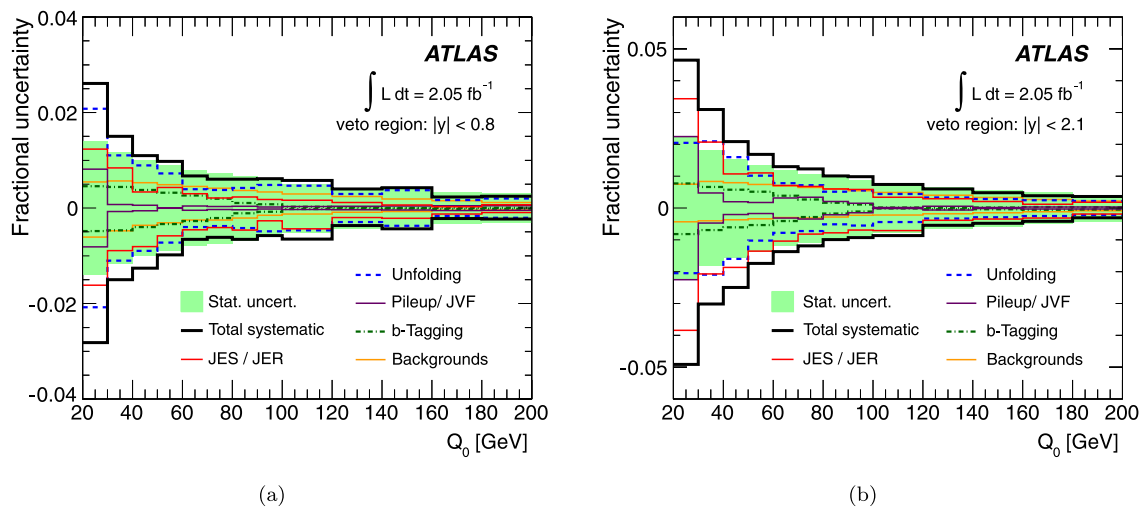 Fractional uncertainty
0.04
0.02
0
-0.02
-0.04
ATLAS
∫ L dt = 2.05 fb⁻¹
veto region: |y| < 0.8
Stat. uncert.
Total systematic
JES / JER
Unfolding
Pileup/ JVF
b-Tagging
Backgrounds
20 40 60 80 100 120 140 160 180 200
Q₀ [GeV]
(a)
Fractional uncertainty
0.05
0
-0.05
ATLAS
∫ L dt = 2.05 fb⁻¹
veto region: |y| < 2.1
Stat. uncert.
Total systematic
JES / JER
Unfolding
Pileup/ JVF
b-Tagging
Backgrounds
20 40 60 80 100 120 140 160 180 200
Q₀ [GeV]
(b)